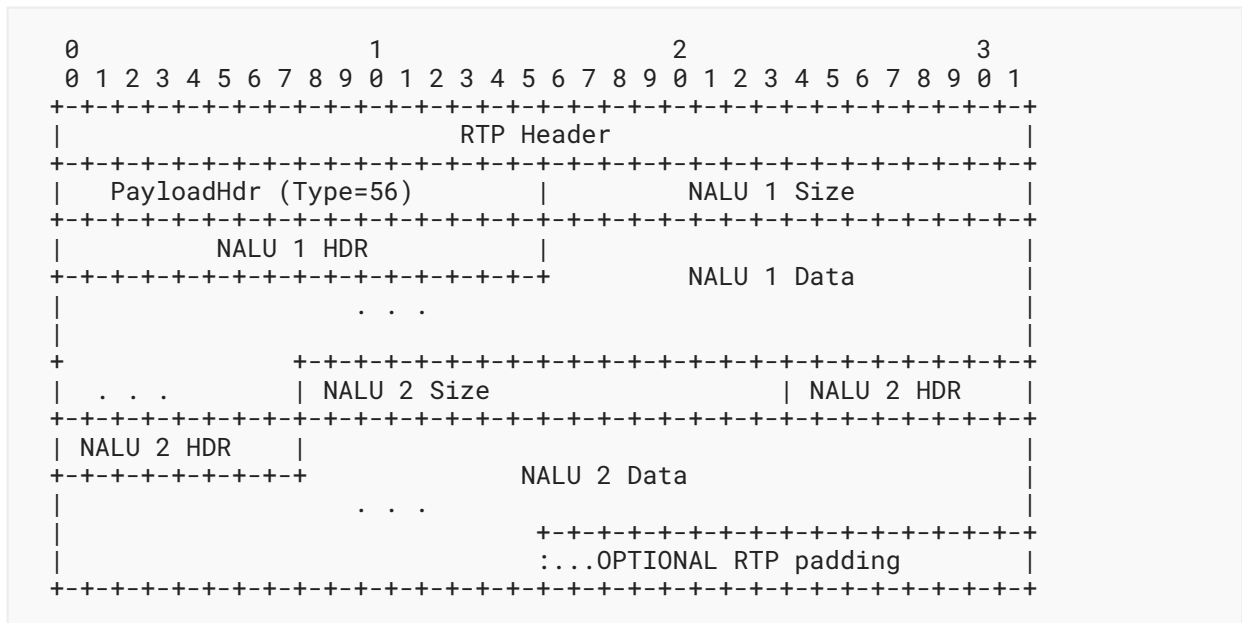 0                   1                   2                   3
 0 1 2 3 4 5 6 7 8 9 0 1 2 3 4 5 6 7 8 9 0 1 2 3 4 5 6 7 8 9 0 1
+-+-+-+-+-+-+-+-+-+-+-+-+-+-+-+-+-+-+-+-+-+-+-+-+-+-+-+-+-+-+-+-+
|                          RTP Header                           |
+-+-+-+-+-+-+-+-+-+-+-+-+-+-+-+-+-+-+-+-+-+-+-+-+-+-+-+-+-+-+-+-+
|   PayloadHdr (Type=56)        |         NALU 1 Size           |
+-+-+-+-+-+-+-+-+-+-+-+-+-+-+-+-+-+-+-+-+-+-+-+-+-+-+-+-+-+-+-+-+
|          NALU 1 HDR           |                               |
+-+-+-+-+-+-+-+-+-+-+-+-+-+-+-+-+         NALU 1 Data           |
|                   . . .                                       |
|                                                               |
+               +-+-+-+-+-+-+-+-+-+-+-+-+-+-+-+-+-+-+-+-+-+-+-+-+
|  . . .        | NALU 2 Size                   | NALU 2 HDR    |
+-+-+-+-+-+-+-+-+-+-+-+-+-+-+-+-+-+-+-+-+-+-+-+-+-+-+-+-+-+-+-+-+
| NALU 2 HDR    |                                               |
+-+-+-+-+-+-+-+-+              NALU 2 Data                      |
|                   . . .                                       |
|                               +-+-+-+-+-+-+-+-+-+-+-+-+-+-+-+-+
|                               :...OPTIONAL RTP padding        |
+-+-+-+-+-+-+-+-+-+-+-+-+-+-+-+-+-+-+-+-+-+-+-+-+-+-+-+-+-+-+-+-+